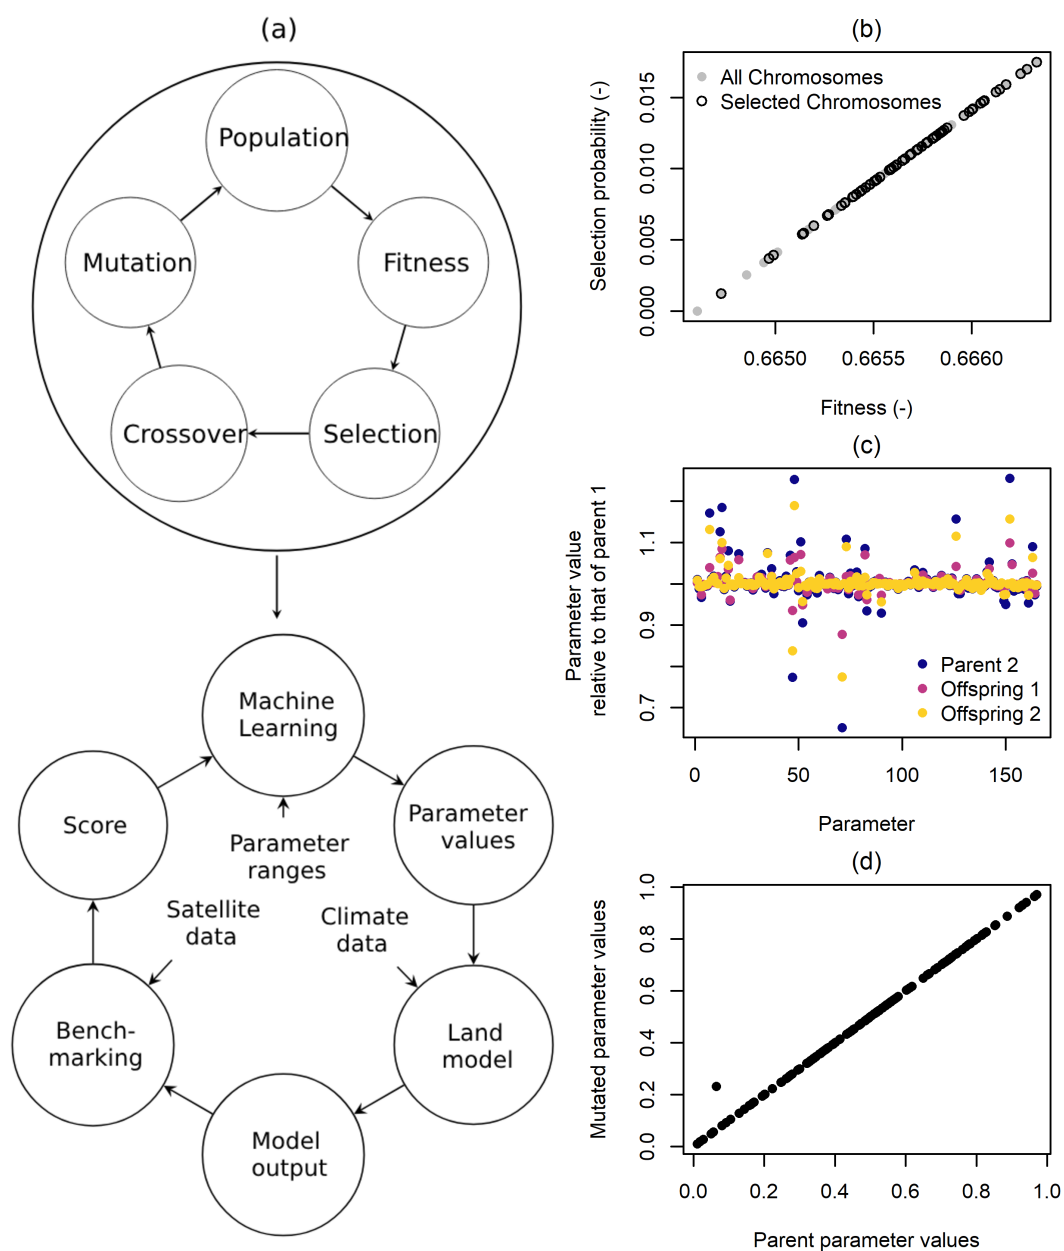 (a)
Population
Fitness
Selection
Crossover
Mutation
Machine
Learning
Parameter
values
Land
model
Model
output
Bench-
marking
Score
Parameter
ranges
Satellite
data
Climate
data
(b)
All Chromosomes
Selected Chromosomes
Selection probability (-)
0.000
0.005
0.010
0.015
0.6650
0.6655
0.6660
Fitness (-)
(c)
Parameter value
relative to that of parent 1
0.7
0.9
1.1
Parent 2
Offspring 1
Offspring 2
0
50
100
150
Parameter
(d)
Mutated parameter values
0.0
0.2
0.4
0.6
0.8
1.0
0.0
0.2
0.4
0.6
0.8
1.0
Parent parameter values